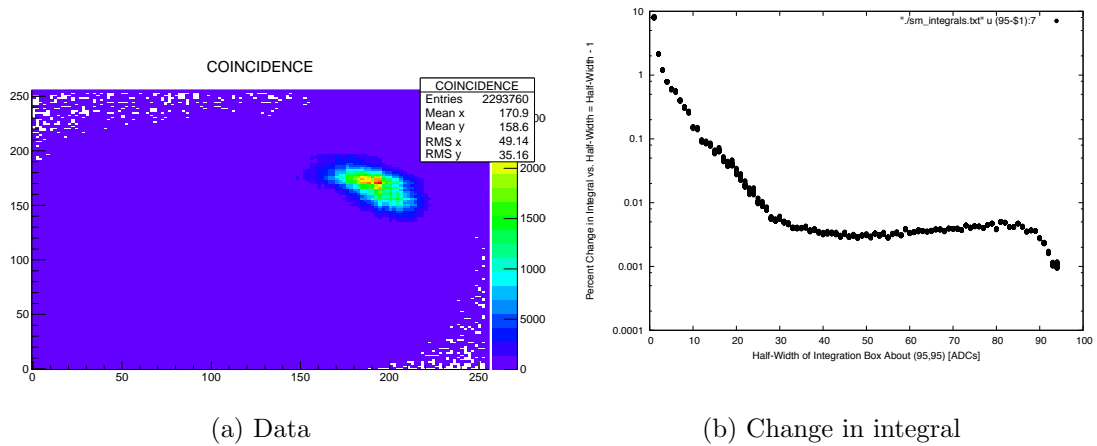 COINCIDENCE
COINCIDENCE
Entries 2293760
Mean x 170.9
Mean y 158.6
RMS x 49.14
RMS y 35.16
250
200
150
100
50
0
0 50 100 150 200 250
2000
1500
1000
5000
0
(a) Data
"./sm_integrals.txt" u (95-$1):7
Percent Change in Integral vs. Half-Width = Half-Width - 1
10
1
0.1
0.01
0.001
0.0001
0 10 20 30 40 50 60 70 80 90 100
Half-Width of Integration Box About (95,95) [ADCs]
(b) Change in integral